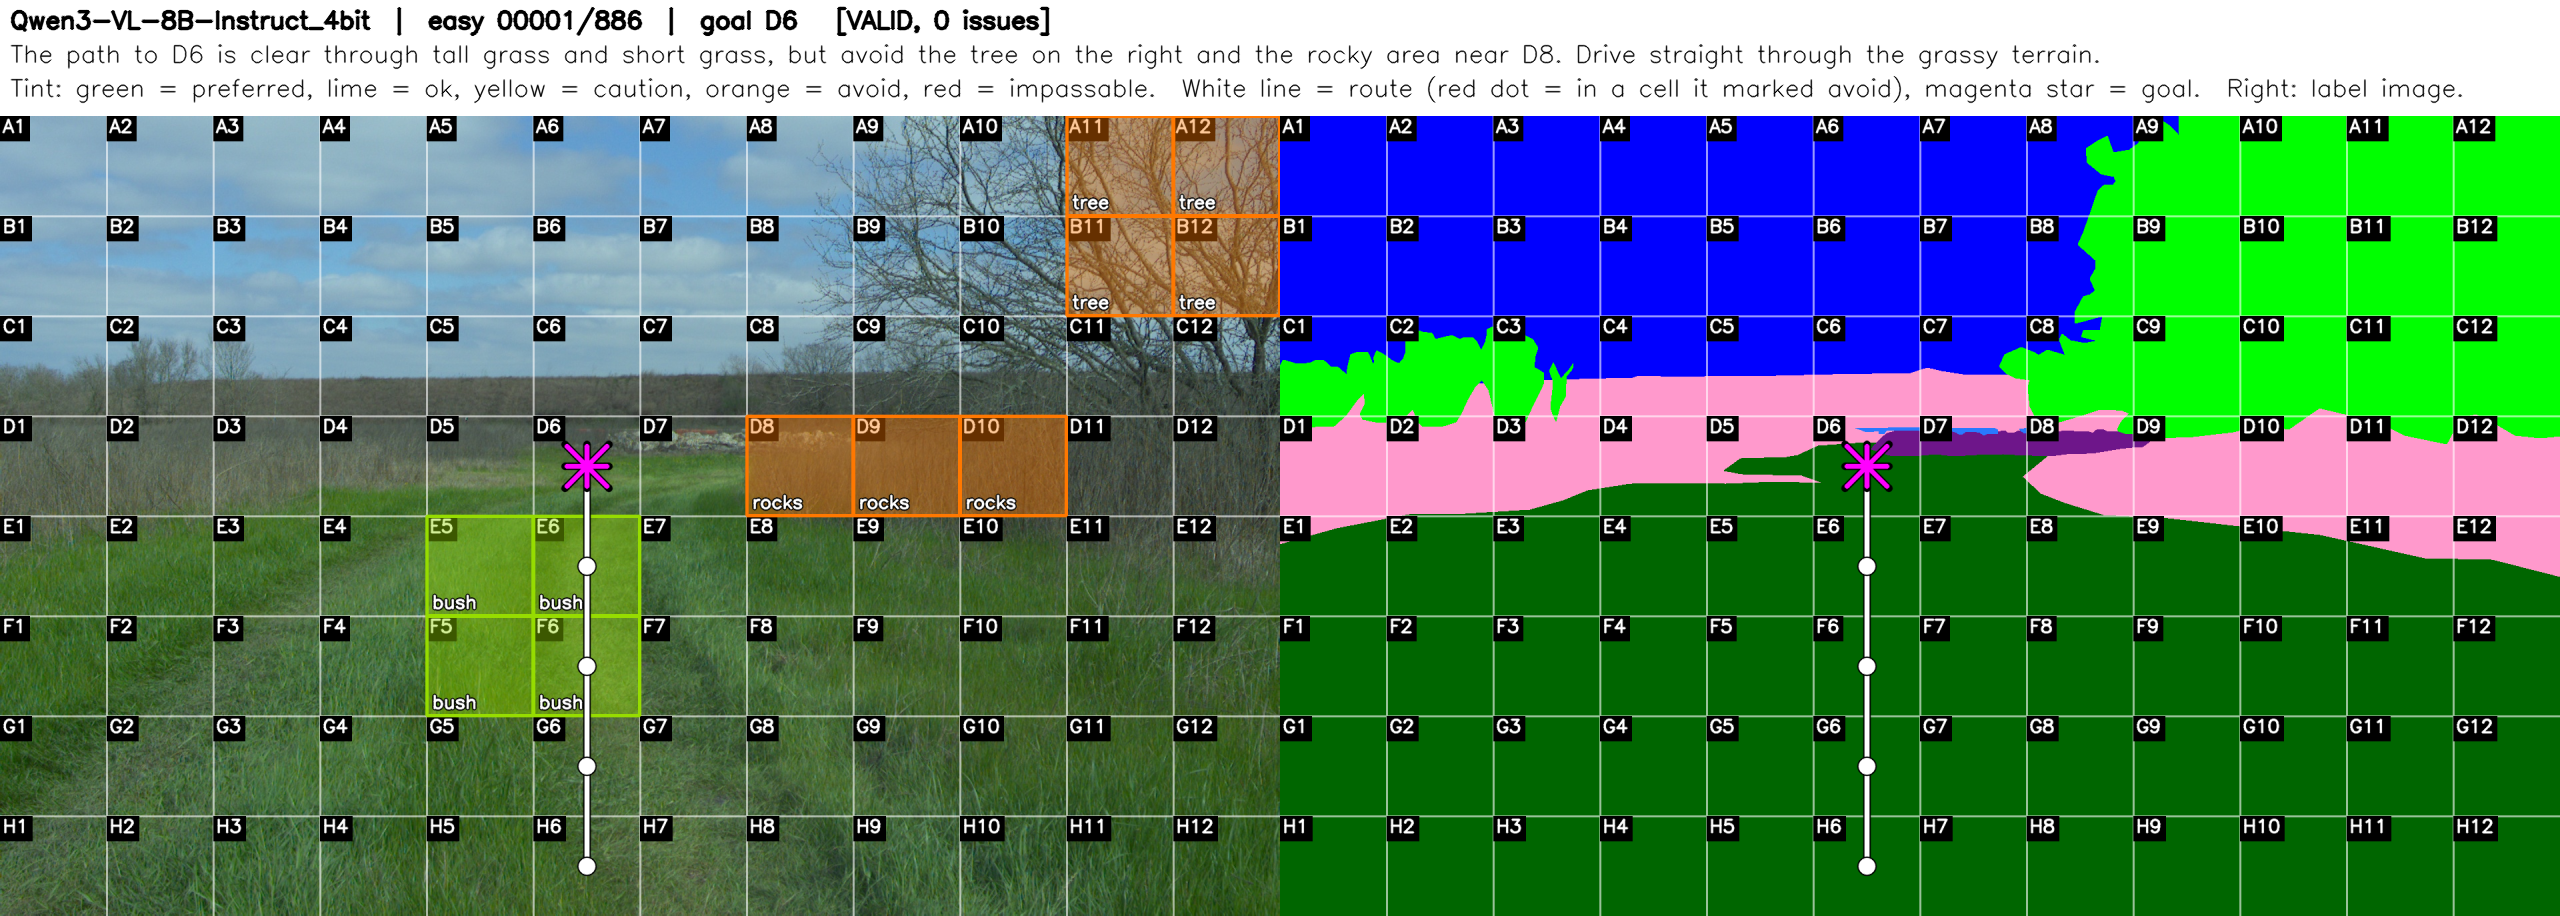 Qwen3-VL-8B-Instruct_4bit | easy 00001/886 | goal D6 [VALID, 0 issues]
The path to D6 is clear through tall grass and short grass, but avoid the tree on the right and the rocky area near D8. Drive straight through the grassy terrain.
Tint: green = preferred, lime = ok, yellow = caution, orange = avoid, red = impassable. White line = route (red dot = in a cell it marked avoid), magenta star = goal. Right: label image.
A1 A2 A3 A4 A5 A6 A7 A8 A9 A10 A11 A12 A1 A2 A3 A4 A5 A6 A7 A8 A9 A10 A11 A12
tree tree
B1 B2 B3 B4 B5 B6 B7 B8 B9 B10 B11 B12 B1 B2 B3 B4 B5 B6 B7 B8 B9 B10 B11 B12
tree tree
C1 C2 C3 C4 C5 C6 C7 C8 C9 C10 C11 C12 C1 C2 C3 C4 C5 C6 C7 C8 C9 C10 C11 C12
D1 D2 D3 D4 D5 D6 D7 D8 D9 D10 D11 D12 D1 D2 D3 D4 D5 D6 D7 D8 D9 D10 D11 D12
rocks rocks rocks
E1 E2 E3 E4 E5 E6 E7 E8 E9 E10 E11 E12 E1 E2 E3 E4 E5 E6 E7 E8 E9 E10 E11 E12
bush bush
F1 F2 F3 F4 F5 F6 F7 F8 F9 F10 F11 F12 F1 F2 F3 F4 F5 F6 F7 F8 F9 F10 F11 F12
bush bush
G1 G2 G3 G4 G5 G6 G7 G8 G9 G10 G11 G12 G1 G2 G3 G4 G5 G6 G7 G8 G9 G10 G11 G12
H1 H2 H3 H4 H5 H6 H7 H8 H9 H10 H11 H12 H1 H2 H3 H4 H5 H6 H7 H8 H9 H10 H11 H12